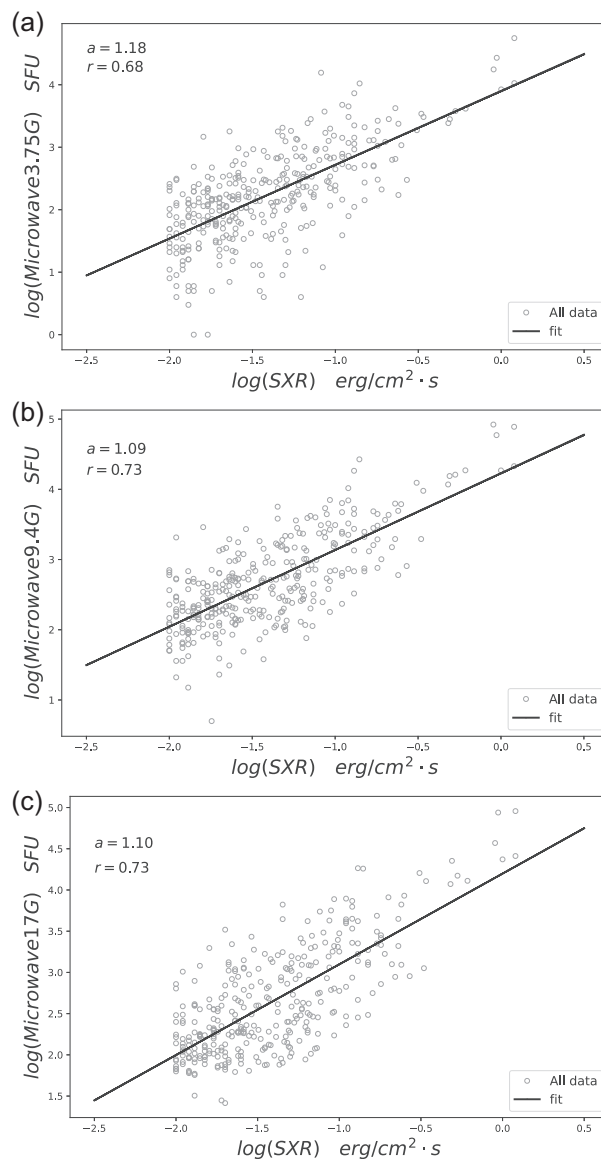 (a)
a = 1.18
r = 0.68
log(Microwave3.75G) SFU
4
3
2
1
0
All data
fit
−2.5 −2.0 −1.5 −1.0 −0.5 0.0 0.5
log(SXR) erg/cm² · s
(b)
a = 1.09
r = 0.73
log(Microwave9.4G) SFU
5
4
3
2
1
All data
fit
−2.5 −2.0 −1.5 −1.0 −0.5 0.0 0.5
log(SXR) erg/cm² · s
(c)
a = 1.10
r = 0.73
log(Microwave17G) SFU
5.0
4.5
4.0
3.5
3.0
2.5
2.0
1.5
All data
fit
−2.5 −2.0 −1.5 −1.0 −0.5 0.0 0.5
log(SXR) erg/cm² · s